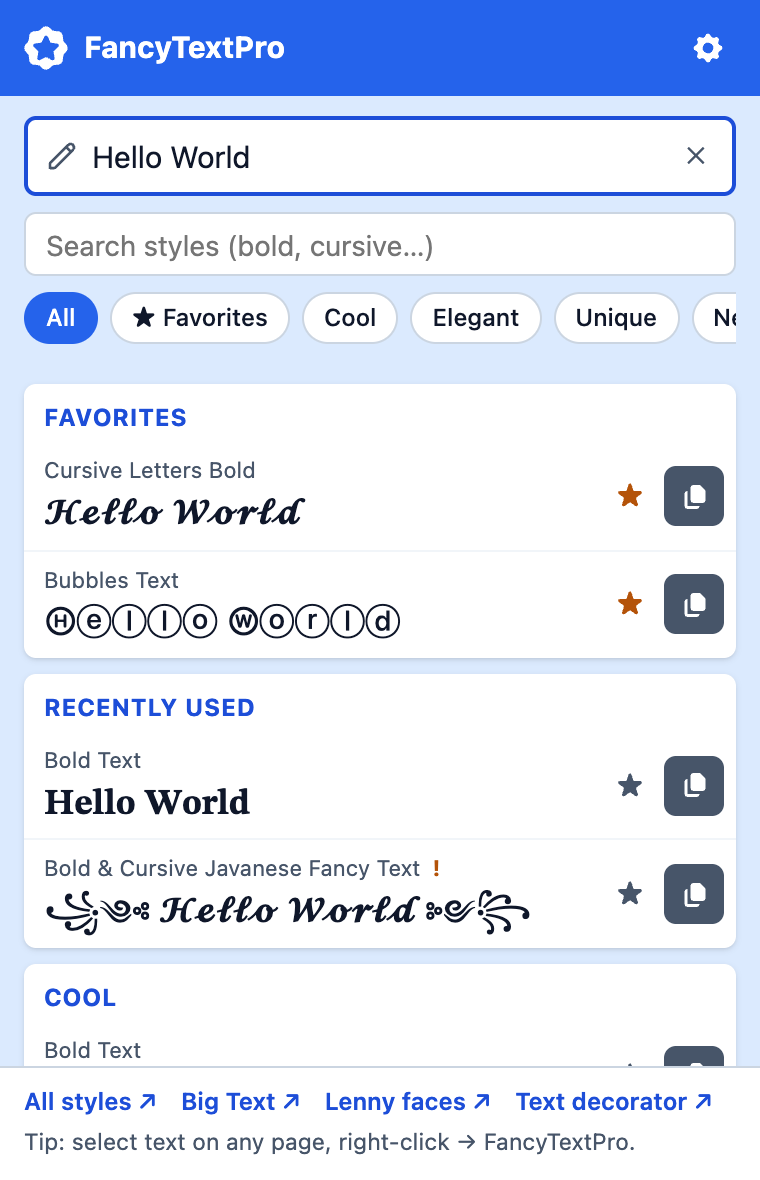 FancyTextPro
Hello World
Search styles (bold, cursive...)
All ★ Favorites Cool Elegant Unique
FAVORITES
Cursive Letters Bold
𝓗𝓮𝓵𝓵𝓸 𝓦𝓸𝓻𝓵𝓭
Bubbles Text
Ⓗⓔⓛⓛⓞ Ⓦⓞⓡⓛⓓ
RECENTLY USED
Bold Text
𝐇𝐞𝐥𝐥𝐨 𝐖𝐨𝐫𝐥𝐝
Bold & Cursive Javanese Fancy Text !
꧁༺ 𝓗𝓮𝓵𝓵𝓸 𝓦𝓸𝓻𝓵𝓭 ༻꧂
COOL
Bold Text
All styles ↗ Big Text ↗ Lenny faces ↗ Text decorator ↗
Tip: select text on any page, right-click → FancyTextPro.